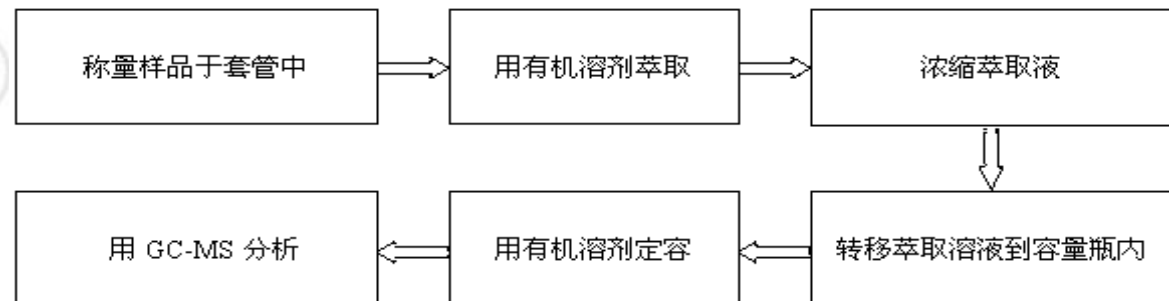 称量样品于套管中
用有机溶剂萃取
浓缩萃取液
转移萃取溶液到容量瓶内
用有机溶剂定容
用 GC-MS 分析